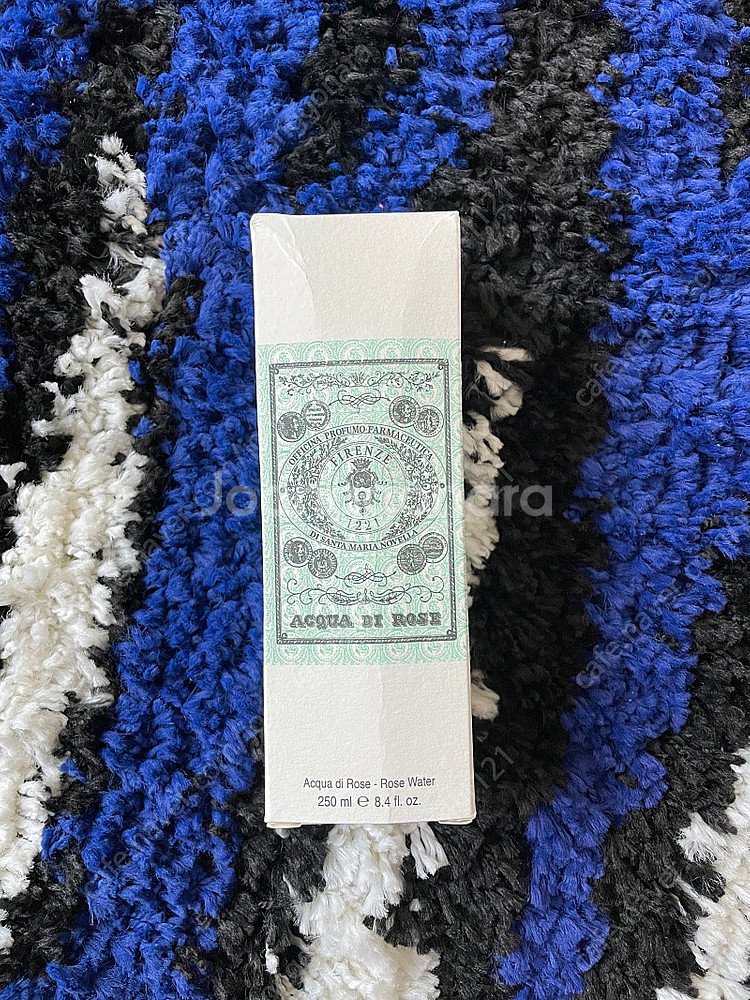 OFFICINA PROFUMO-FARMACEUTICA
FIRENZE
1221
DI SANTA MARIA NOVELLA
ACQUA DI ROSE
Acqua di Rose - Rose Water
250 ml ℮ 8.4 fl. oz.